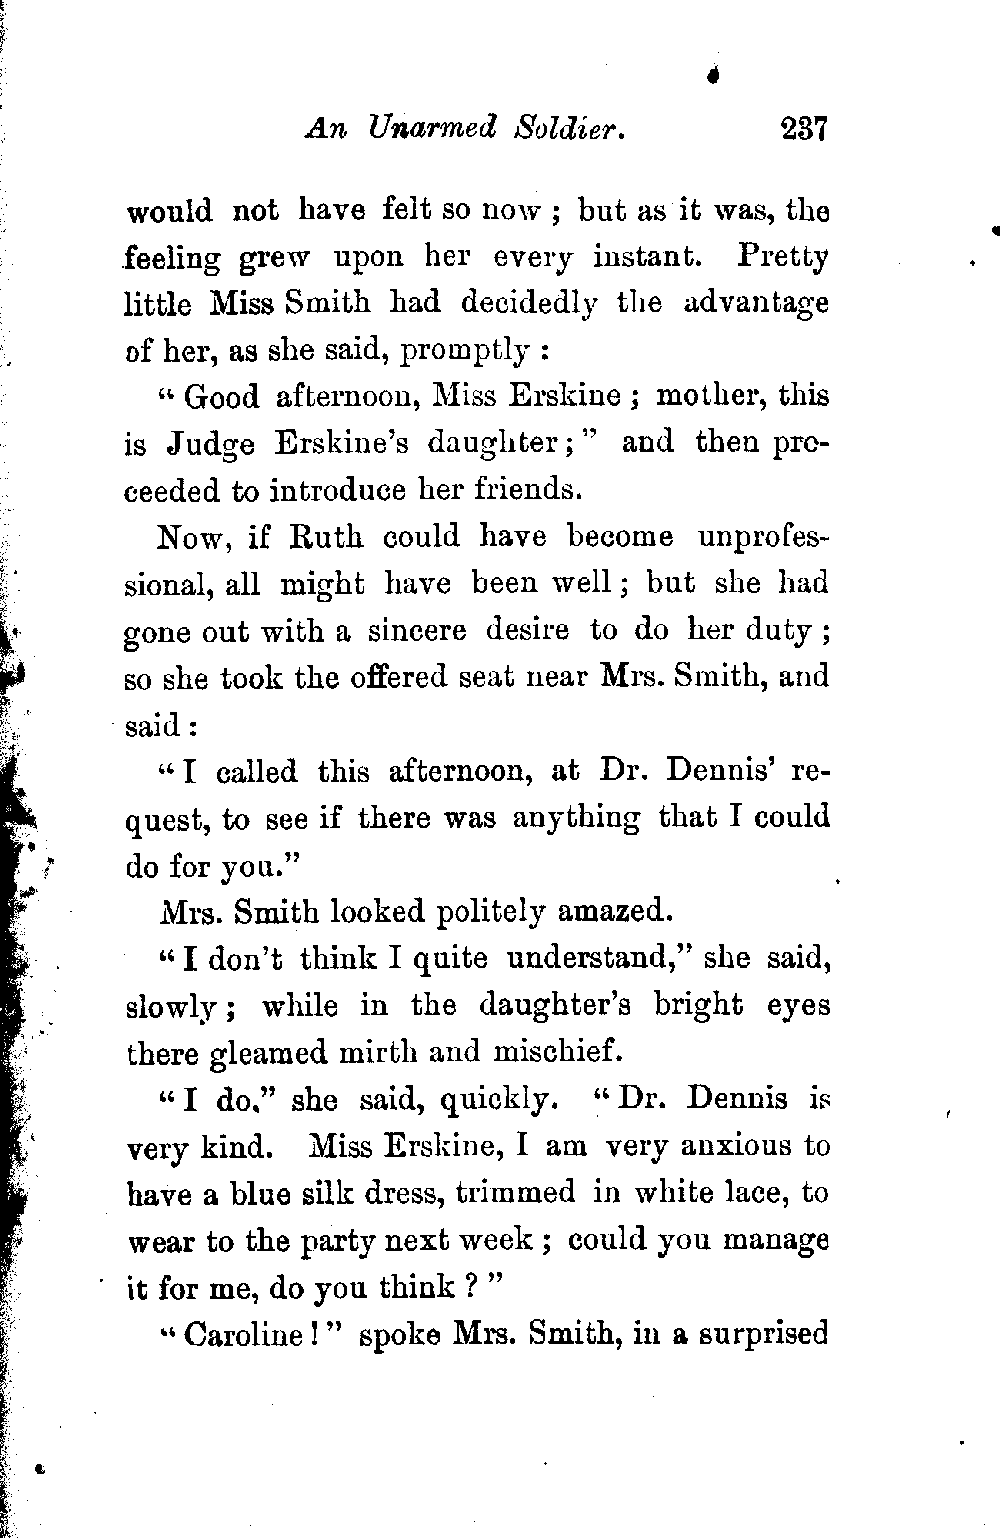 An Unarmed Soldier. 237
would not have felt so now ; but as it was, the
feeling grew upon her every instant. Pretty
little Miss Smith had decidedly the advantage
of her, as she said, promptly :
“ Good afternoon, Miss Erskine ; mother, this
is Judge Erskine’s daughter ; ” and then pro-
ceeded to introduce her friends.
Now, if Ruth could have become unprofes-
sional, all might have been well ; but she had
gone out with a sincere desire to do her duty ;
so she took the offered seat near Mrs. Smith, and
said :
“ I called this afternoon, at Dr. Dennis’ re-
quest, to see if there was anything that I could
do for you.”
Mrs. Smith looked politely amazed.
“ I don’t think I quite understand,” she said,
slowly ; while in the daughter’s bright eyes
there gleamed mirth and mischief.
“ I do,” she said, quickly. “ Dr. Dennis is
very kind. Miss Erskine, I am very anxious to
have a blue silk dress, trimmed in white lace, to
wear to the party next week ; could you manage
it for me, do you think ? ”
“ Caroline ! ” spoke Mrs. Smith, in a surprised